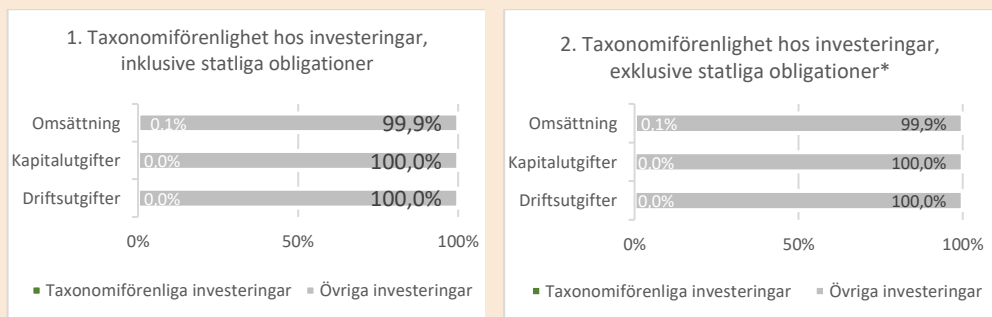 1. Taxonomiförenlighet hos investeringar,
inklusive statliga obligationer
Omsättning 0,1% 99,9%
Kapitalutgifter 0,0% 100,0%
Driftsutgifter 0,0% 100,0%
0% 50% 100%
Taxonomiförenliga investeringar Övriga investeringar
2. Taxonomiförenlighet hos investeringar,
exklusive statliga obligationer*
Omsättning 0,1% 99,9%
Kapitalutgifter 0,0% 100,0%
Driftsutgifter 0,0% 100,0%
0% 50% 100%
Taxonomiförenliga investeringar Övriga investeringar